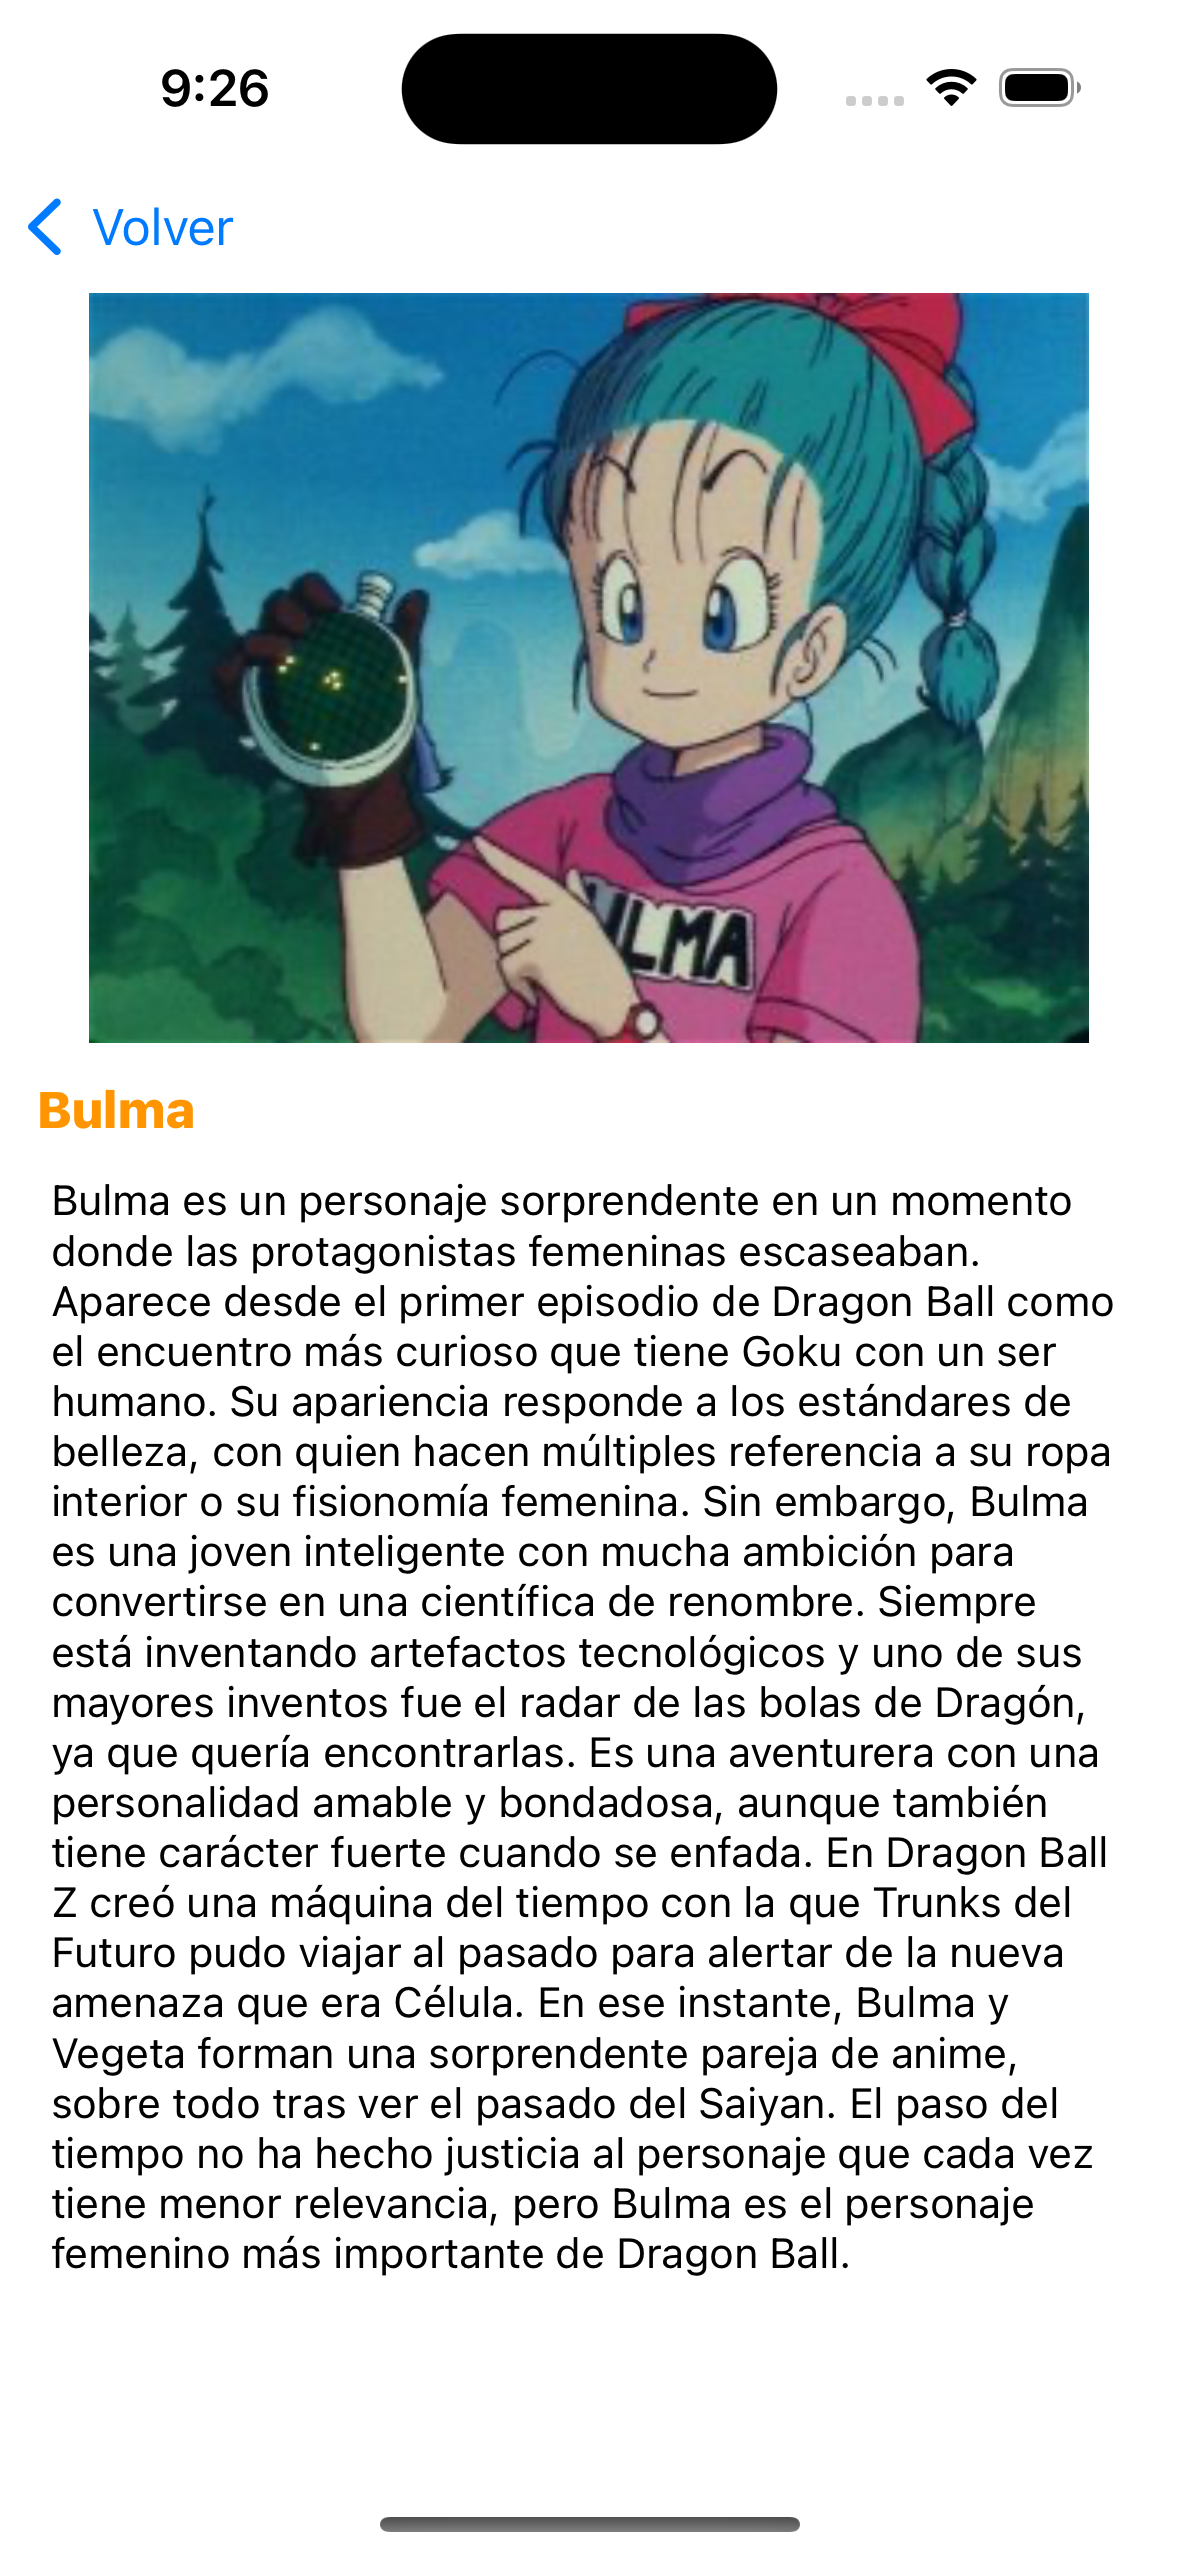 9:26
Volver
ULMA
Bulma
Bulma es un personaje sorprendente en un momento
donde las protagonistas femeninas escaseaban.
Aparece desde el primer episodio de Dragon Ball como
el encuentro más curioso que tiene Goku con un ser
humano. Su apariencia responde a los estándares de
belleza, con quien hacen múltiples referencia a su ropa
interior o su fisionomía femenina. Sin embargo, Bulma
es una joven inteligente con mucha ambición para
convertirse en una científica de renombre. Siempre
está inventando artefactos tecnológicos y uno de sus
mayores inventos fue el radar de las bolas de Dragón,
ya que quería encontrarlas. Es una aventurera con una
personalidad amable y bondadosa, aunque también
tiene carácter fuerte cuando se enfada. En Dragon Ball
Z creó una máquina del tiempo con la que Trunks del
Futuro pudo viajar al pasado para alertar de la nueva
amenaza que era Célula. En ese instante, Bulma y
Vegeta forman una sorprendente pareja de anime,
sobre todo tras ver el pasado del Saiyan. El paso del
tiempo no ha hecho justicia al personaje que cada vez
tiene menor relevancia, pero Bulma es el personaje
femenino más importante de Dragon Ball.